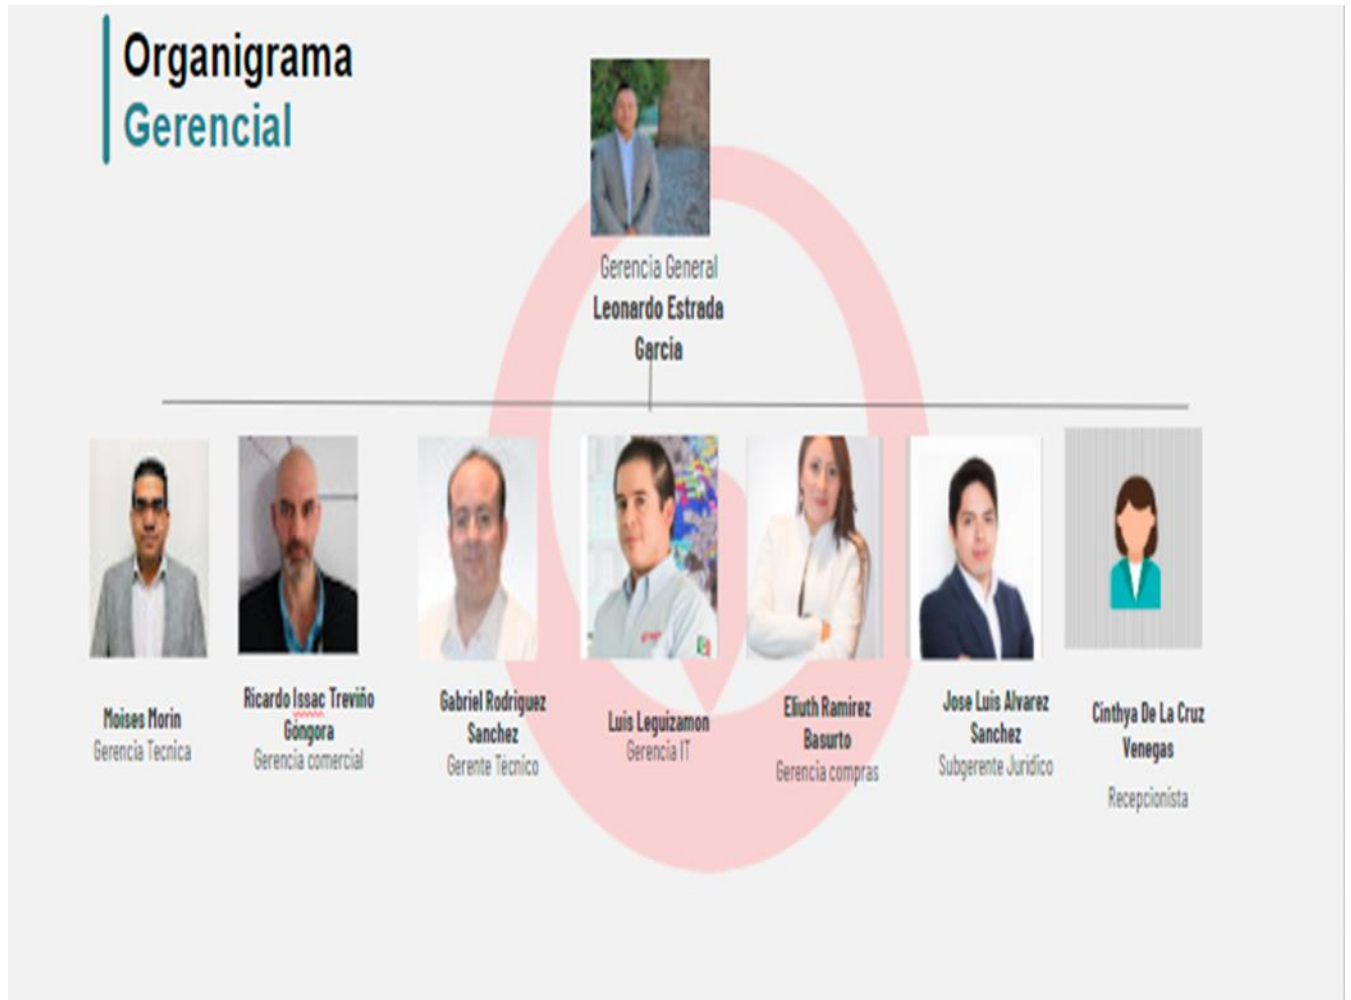 Organigrama
Gerencial
Gerencia General
Leonardo Estrada
Garcia
Moises Morin
Gerencia Tecnica
Ricardo Issac Treviño
Góngora
Gerencia comercial
Gabriel Rodriguez
Sanchez
Gerente Tècnico
Luis Leguizamon
Gerencia IT
Eliuth Ramirez
Basurto
Gerencia compras
Jose Luis Alvarez
Sanchez
Subgerente Jurídico
Cinthya De La Cruz
Venegas
Recepcionista